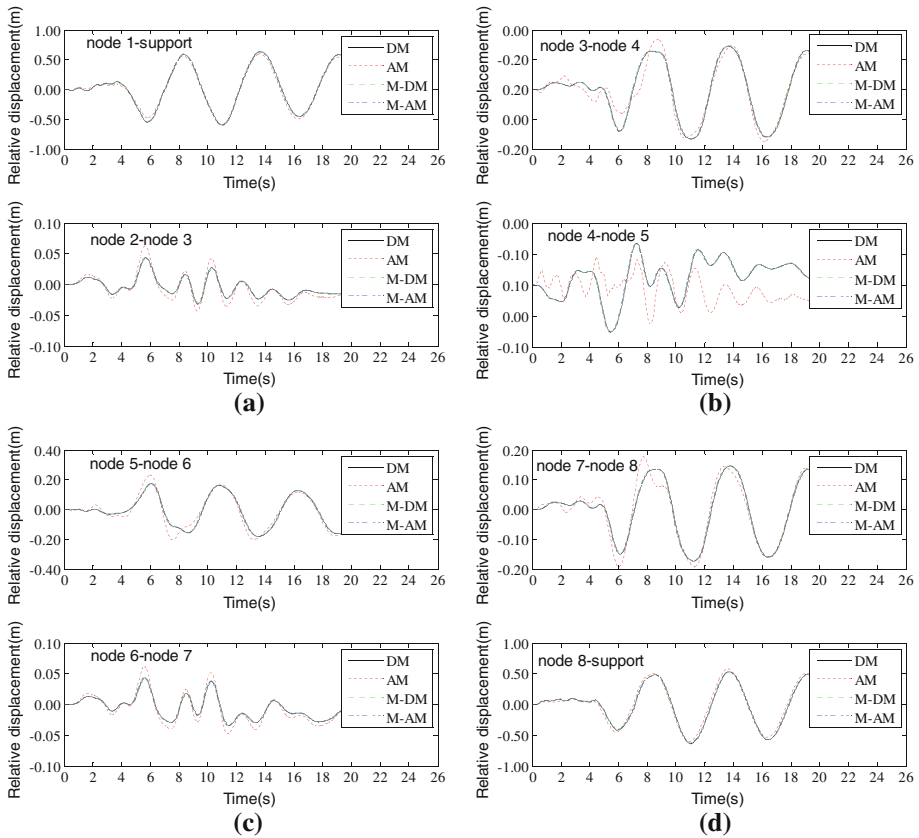 Relative displacement(m)
1.00
0.50
0.00
-0.50
-1.00
node 1-support
DM
AM
M-DM
M-AM
0 2 4 6 8 10 12 14 16 18 20 22 24 26
Time(s)
Relative displacement(m)
0.10
0.05
0.00
-0.05
-0.10
node 2-node 3
DM
AM
M-DM
M-AM
0 2 4 6 8 10 12 14 16 18 20 22 24 26
Time(s)
(a)
Relative displacement(m)
-0.00
-0.20
0.20
0.00
-0.20
node 3-node 4
DM
AM
M-DM
M-AM
0 2 4 6 8 10 12 14 16 18 20 22 24 26
Time(s)
Relative displacement(m)
-0.00
-0.10
0.10
0.00
-0.10
node 4-node 5
DM
AM
M-DM
M-AM
0 2 4 6 8 10 12 14 16 18 20 22 24 26
Time(s)
(b)
Relative displacement(m)
0.40
0.20
0.00
-0.20
-0.40
node 5-node 6
DM
AM
M-DM
M-AM
0 2 4 6 8 10 12 14 16 18 20 22 24 26
Time(s)
Relative displacement(m)
0.10
0.05
0.00
-0.05
-0.10
node 6-node 7
DM
AM
M-DM
M-AM
0 2 4 6 8 10 12 14 16 18 20 22 24 26
Time(s)
(c)
Relative displacement(m)
0.20
0.10
0.00
-0.10
0.20
node 7-node 8
DM
AM
M-DM
M-AM
0 2 4 6 8 10 12 14 16 18 20 22 24 26
Time(s)
Relative displacement(m)
1.00
0.50
0.00
-0.50
-1.00
node 8-support
DM
AM
M-DM
M-AM
0 2 4 6 8 10 12 14 16 18 20 22 24 26
Time(s)
(d)